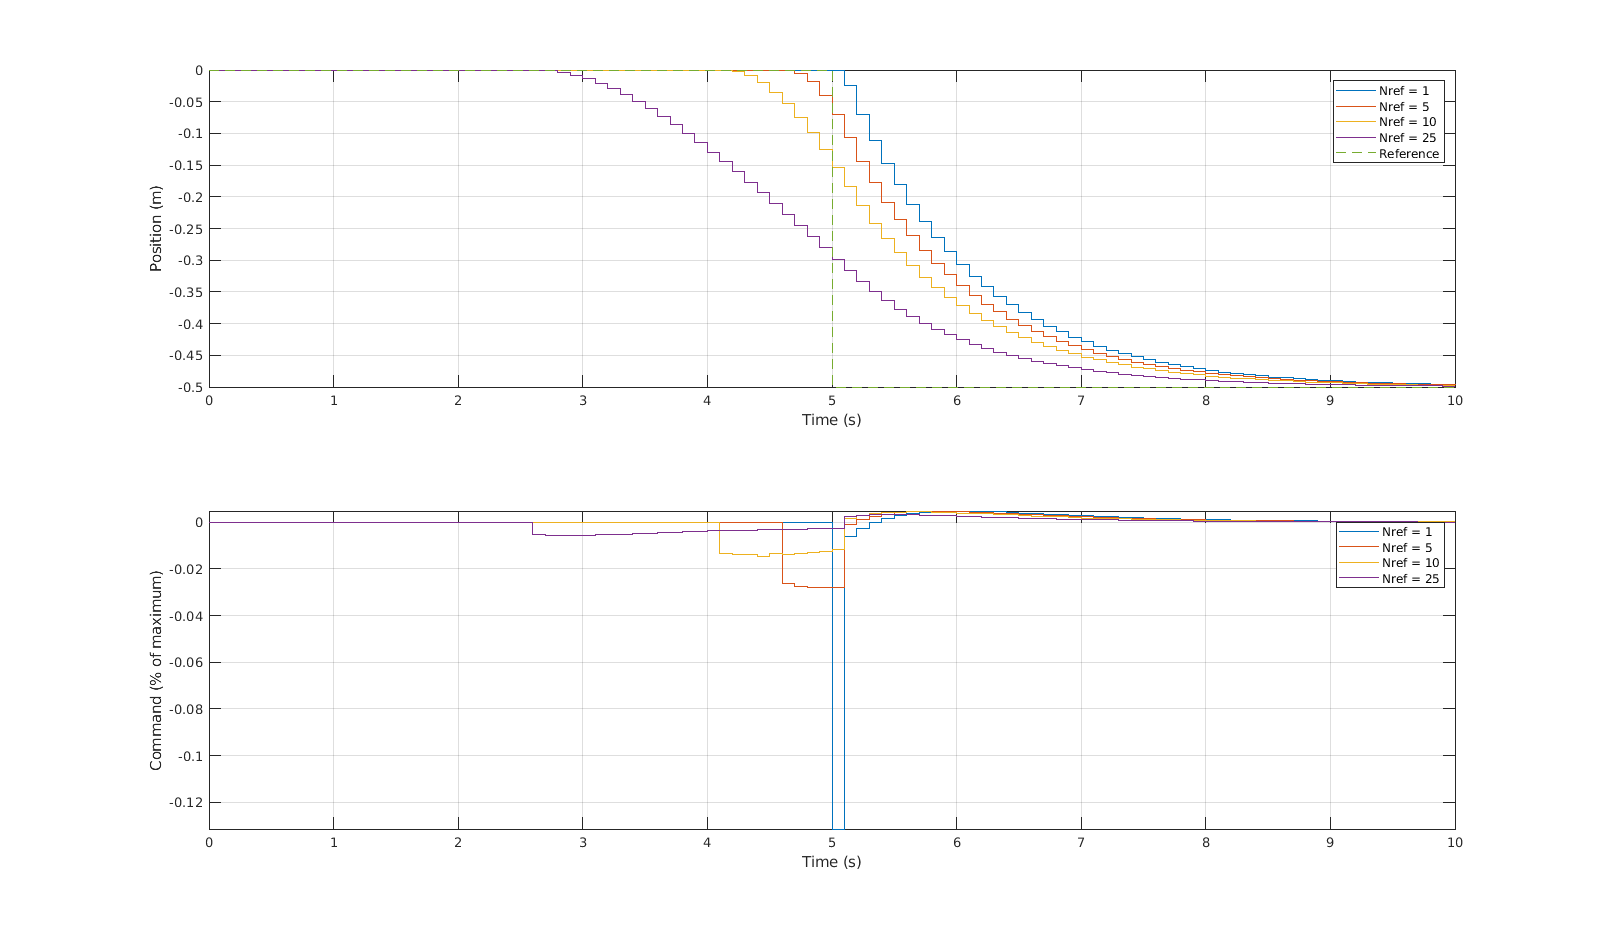 0
-0.05
-0.1
-0.15
-0.2
-0.25
-0.3
-0.35
-0.4
-0.45
-0.5
Position (m)
Nref = 1
Nref = 5
Nref = 10
Nref = 25
Reference
0 1 2 3 4 5 6 7 8 9 10
Time (s)
0
-0.02
-0.04
-0.06
-0.08
-0.1
-0.12
Command (% of maximum)
Nref = 1
Nref = 5
Nref = 10
Nref = 25
0 1 2 3 4 5 6 7 8 9 10
Time (s)